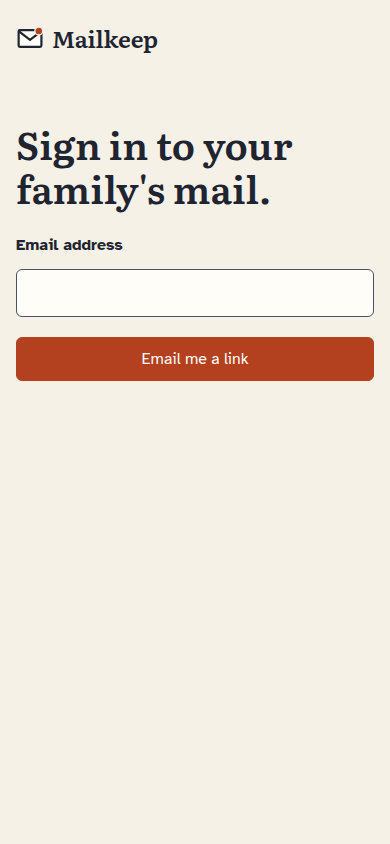 Mailkeep
Sign in to your
family's mail.
Email address
Email me a link